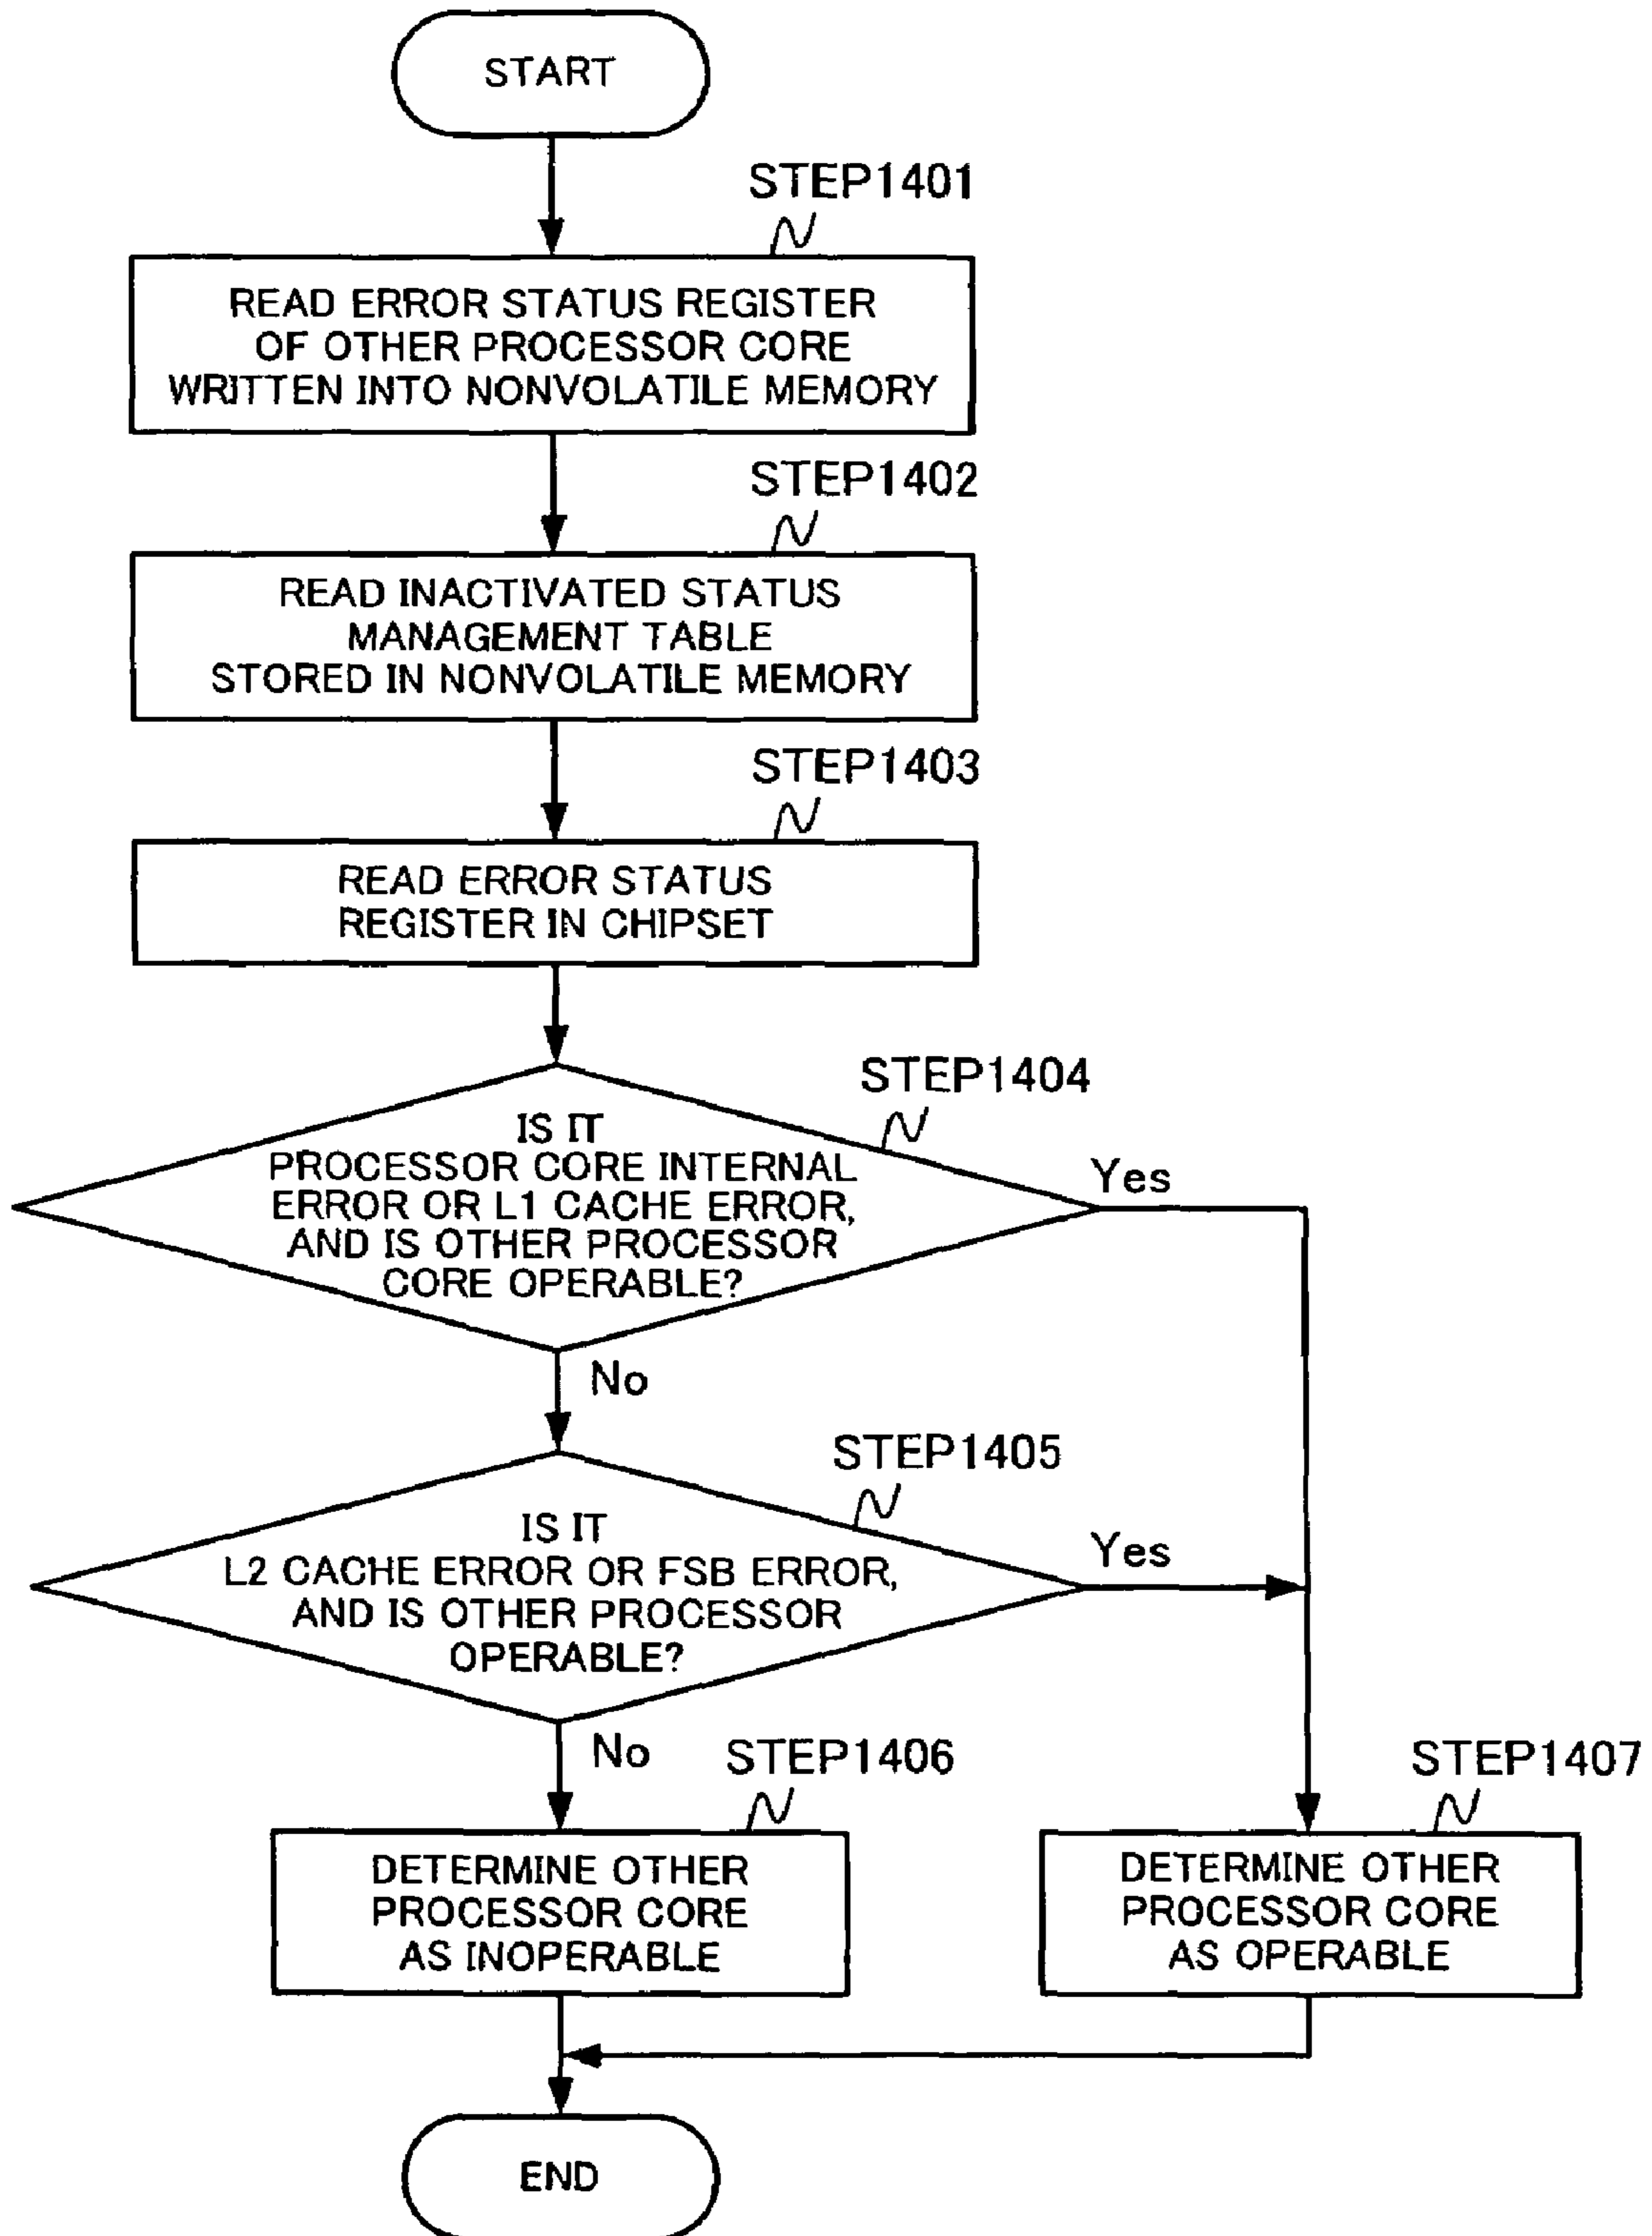 START
STEP1401
READ ERROR STATUS REGISTER
OF OTHER PROCESSOR CORE
WRITTEN INTO NONVOLATILE MEMORY
STEP1402
READ INACTIVATED STATUS
MANAGEMENT TABLE
STORED IN NONVOLATILE MEMORY
STEP1403
READ ERROR STATUS
REGISTER IN CHIPSET
STEP1404
IS IT
PROCESSOR CORE INTERNAL
ERROR OR L1 CACHE ERROR,
AND IS OTHER PROCESSOR
CORE OPERABLE?
Yes
No
STEP1405
IS IT
L2 CACHE ERROR OR FSB ERROR,
AND IS OTHER PROCESSOR
OPERABLE?
Yes
No
STEP1406
DETERMINE OTHER
PROCESSOR CORE
AS INOPERABLE
STEP1407
DETERMINE OTHER
PROCESSOR CORE
AS OPERABLE
END